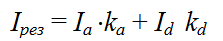 Iрез = Ia ·ka + Id kd